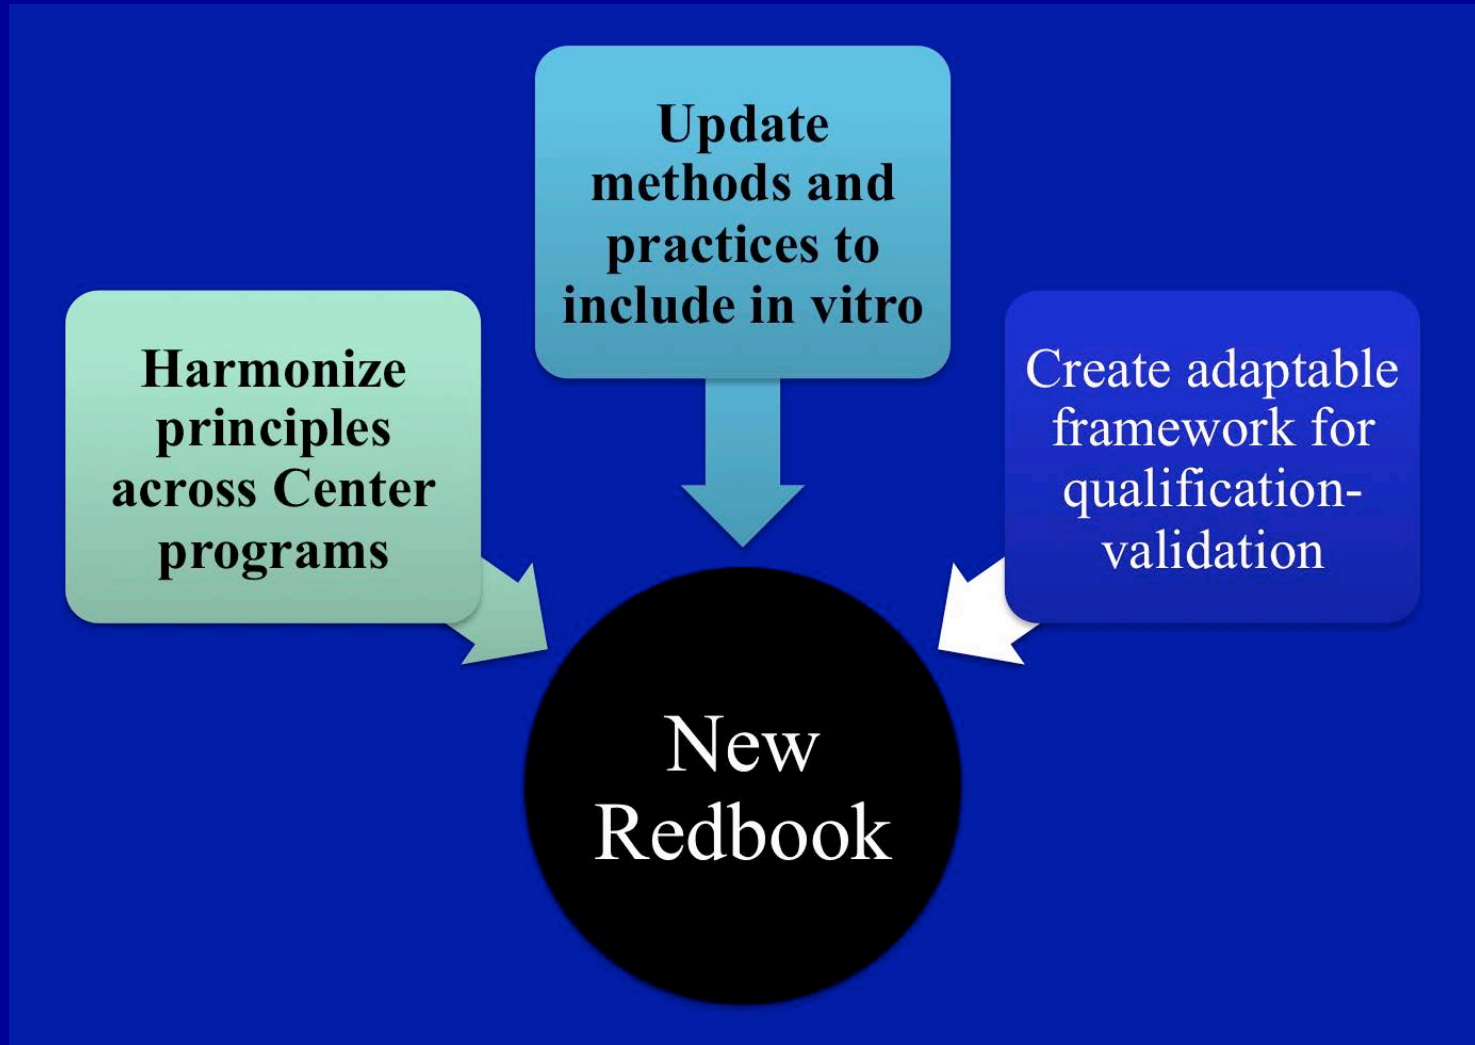 Update
methods and
practices to
include in vitro
Harmonize
principles
across Center
programs
Create adaptable
framework for
qualification-
validation
New
Redbook